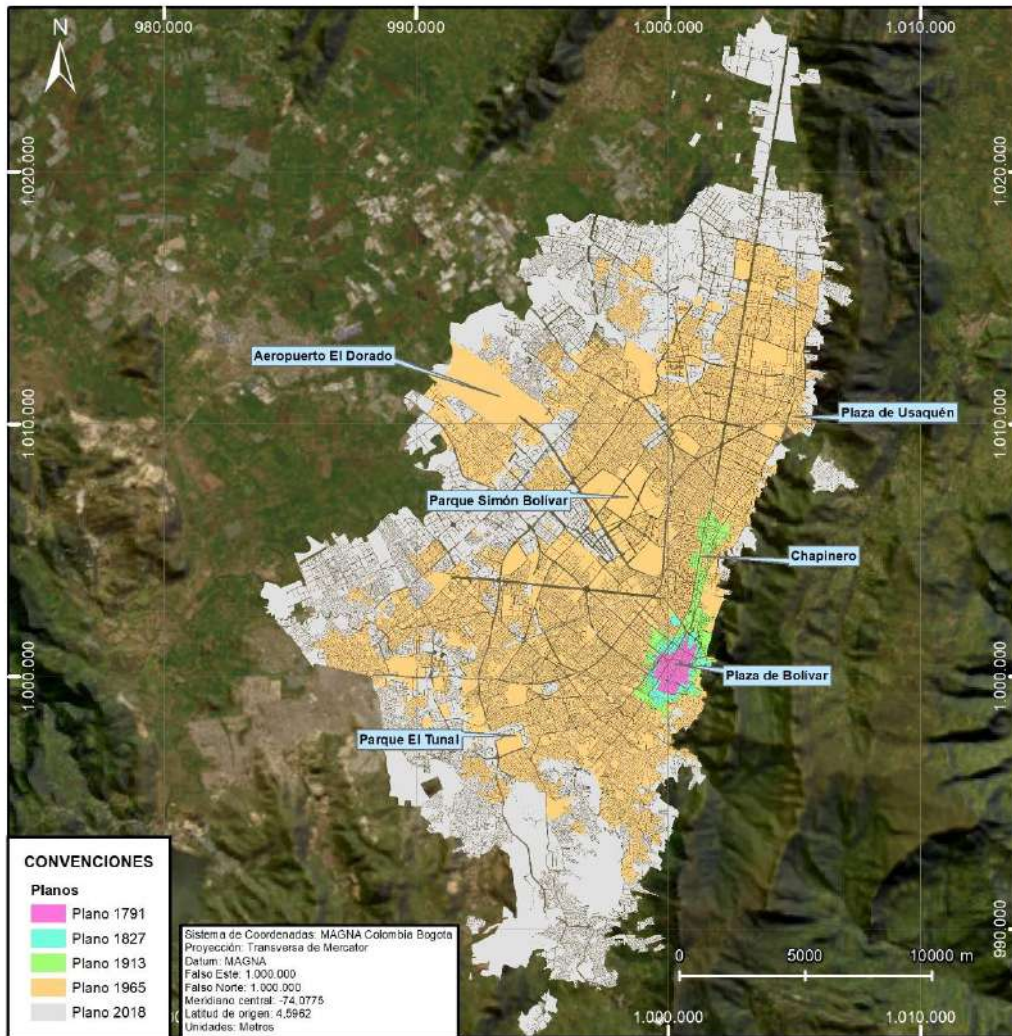 N
980.000
990.000
1.000.000
1.010.000
1.020.000
1.020.000
Aeropuerto El Dorado
1.010.000
Plaza de Usaquén
1.010.000
Parque Simón Bolívar
Chapinero
1.000.000
Plaza de Bolívar
1.000.000
Parque El Tunal
CONVENCIONES
Planos
Plano 1791
Plano 1827
Plano 1913
Plano 1965
Plano 2018
Sistema de Coordenadas: MAGNA Colombia Bogota
Proyección: Transversa de Mercator
Datum: MAGNA
Falso Este: 1.000.000
Falso Norte: 1.000.000
Meridiano central: -74,0775
Latitud de origen: 4,5962
Unidades: Metros
990.000
0 5000 10000 m
1.000.000
1.010.000